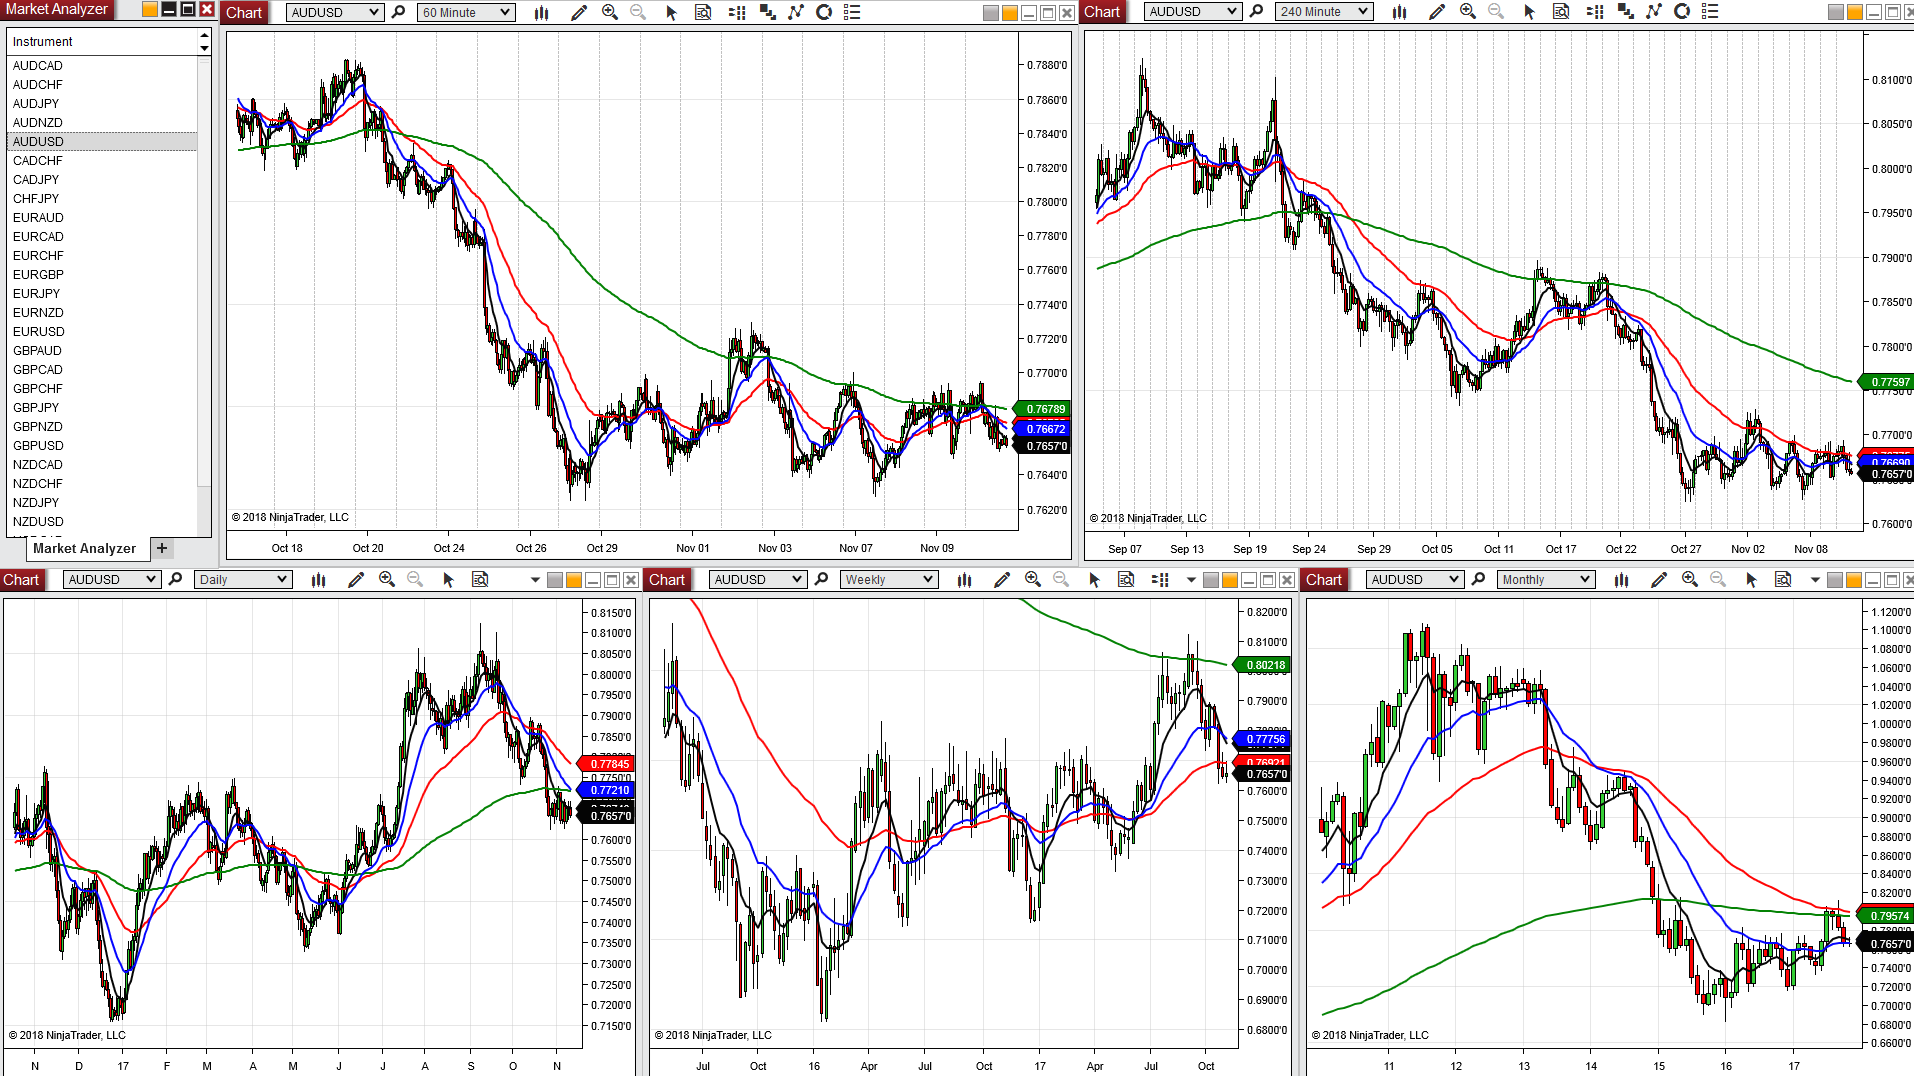 Market Analyzer
Instrument
AUDCAD
AUDCHF
AUDJPY
AUDNZD
AUDUSD
CADCHF
CADJPY
CHFJPY
EURAUD
EURCAD
EURCHF
EURGBP
EURJPY
EURNZD
EURUSD
GBPAUD
GBPCAD
GBPCHF
GBPJPY
GBPNZD
GBPUSD
NZDCAD
NZDCHF
NZDJPY
NZDUSD
Market Analyzer +
Chart AUDUSD 60 Minute
0.7880'0
0.7860'0
0.7840'0
0.7820'0
0.7800'0
0.7780'0
0.7760'0
0.7740'0
0.7720'0
0.7700'0
0.76789
0.76672
0.7657'0
0.7640'0
0.7620'0
© 2018 NinjaTrader, LLC
Oct 18 Oct 20 Oct 24 Oct 26 Oct 29 Nov 01 Nov 03 Nov 07 Nov 09
Chart AUDUSD 240 Minute
0.8100'0
0.8050'0
0.8000'0
0.7950'0
0.7900'0
0.7850'0
0.7800'0
0.77597
0.7750'0
0.7700'0
0.76690
0.7657'0
0.7600'0
© 2018 NinjaTrader, LLC
Sep 07 Sep 13 Sep 19 Sep 24 Sep 29 Oct 05 Oct 11 Oct 17 Oct 22 Oct 27 Nov 02 Nov 08
Chart AUDUSD Daily
0.8150'0
0.8100'0
0.8050'0
0.8000'0
0.7950'0
0.7900'0
0.7850'0
0.77845
0.7750'0
0.77210
0.7657'0
0.7600'0
0.7550'0
0.7500'0
0.7450'0
0.7400'0
0.7350'0
0.7300'0
0.7250'0
0.7200'0
0.7150'0
© 2018 NinjaTrader, LLC
N D 17 F M A M J J A S O N
Chart AUDUSD Weekly
0.8200'0
0.8100'0
0.80218
0.7900'0
0.77756
0.76921
0.7657'0
0.7600'0
0.7500'0
0.7400'0
0.7300'0
0.7200'0
0.7100'0
0.7000'0
0.6900'0
0.6800'0
© 2018 NinjaTrader, LLC
Jul Oct 16 Apr Jul Oct 17 Apr Jul Oct
Chart AUDUSD Monthly
1.1200'0
1.1000'0
1.0800'0
1.0600'0
1.0400'0
1.0200'0
1.0000'0
0.9800'0
0.9600'0
0.9400'0
0.9200'0
0.9000'0
0.8800'0
0.8600'0
0.8400'0
0.8200'0
0.79574
0.7657'0
0.7400'0
0.7200'0
0.7000'0
0.6800'0
0.6600'0
© 2018 NinjaTrader, LLC
11 12 13 14 15 16 17